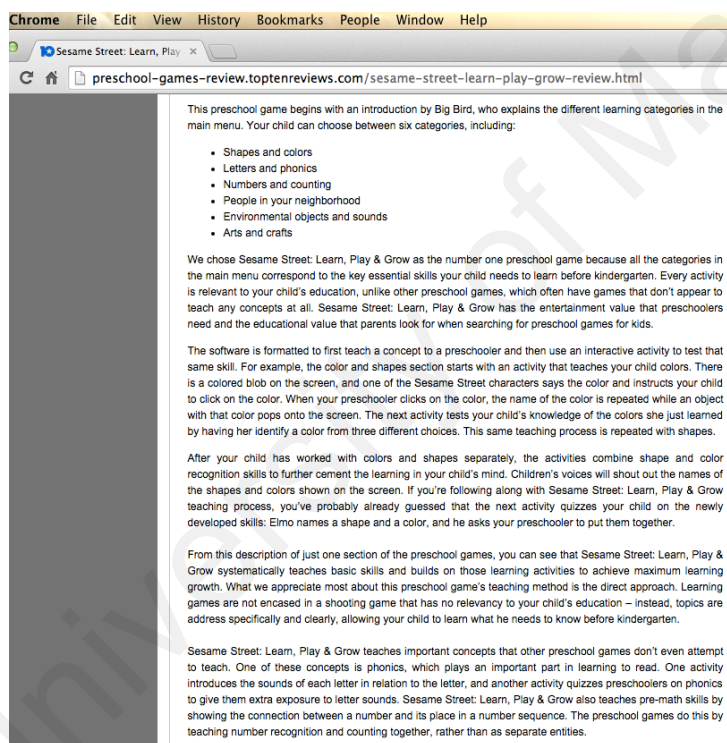 Chrome File Edit View History Bookmarks People Window Help
Sesame Street: Learn, Play ×
preschool-games-review.toptenreviews.com/sesame-street-learn-play-grow-review.html
This preschool game begins with an introduction by Big Bird, who explains the different learning categories in the
main menu. Your child can choose between six categories, including:
• Shapes and colors
• Letters and phonics
• Numbers and counting
• People in your neighborhood
• Environmental objects and sounds
• Arts and crafts
We chose Sesame Street: Learn, Play & Grow as the number one preschool game because all the categories in
the main menu correspond to the key essential skills your child needs to learn before kindergarten. Every activity
is relevant to your child's education, unlike other preschool games, which often have games that don't appear to
teach any concepts at all. Sesame Street: Learn, Play & Grow has the entertainment value that preschoolers
need and the educational value that parents look for when searching for preschool games for kids.
The software is formatted to first teach a concept to a preschooler and then use an interactive activity to test that
same skill. For example, the color and shapes section starts with an activity that teaches your child colors. There
is a colored blob on the screen, and one of the Sesame Street characters says the color and instructs your child
to click on the color. When your preschooler clicks on the color, the name of the color is repeated while an object
with that color pops onto the screen. The next activity tests your child's knowledge of the colors she just learned
by having her identify a color from three different choices. This same teaching process is repeated with shapes.
After your child has worked with colors and shapes separately, the activities combine shape and color
recognition skills to further cement the learning in your child's mind. Children's voices will shout out the names of
the shapes and colors shown on the screen. If you're following along with Sesame Street: Learn, Play & Grow
teaching process, you've probably already guessed that the next activity quizzes your child on the newly
developed skills: Elmo names a shape and a color, and he asks your preschooler to put them together.
From this description of just one section of the preschool games, you can see that Sesame Street: Learn, Play &
Grow systematically teaches basic skills and builds on those learning activities to achieve maximum learning
growth. What we appreciate most about this preschool game's teaching method is the direct approach. Learning
games are not encased in a shooting game that has no relevancy to your child's education – instead, topics are
address specifically and clearly, allowing your child to learn what he needs to know before kindergarten.
Sesame Street: Learn, Play & Grow teaches important concepts that other preschool games don't even attempt
to teach. One of these concepts is phonics, which plays an important part in learning to read. One activity
introduces the sounds of each letter in relation to the letter, and another activity quizzes preschoolers on phonics
to give them extra exposure to letter sounds. Sesame Street: Learn, Play & Grow also teaches pre-math skills by
showing the connection between a number and its place in a number sequence. The preschool games do this by
teaching number recognition and counting together, rather than as separate entities.